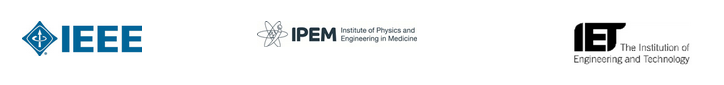 IEEE
IPEM
Institute of Physics and
Engineering in Medicine
IET The Institution of
Engineering and Technology